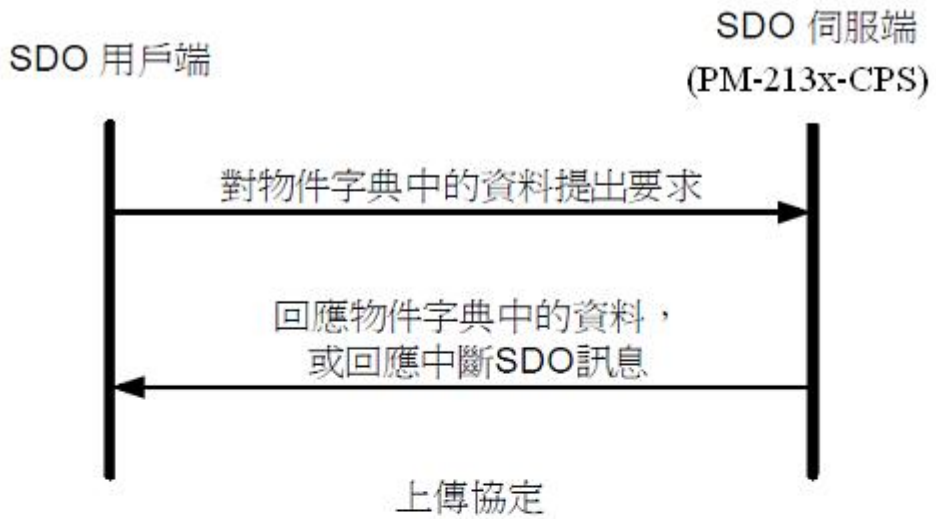 SDO 用戶端
SDO 伺服端
(PM-213x-CPS)
對物件字典中的資料提出要求
回應物件字典中的資料，
或回應中斷SDO訊息
上傳協定